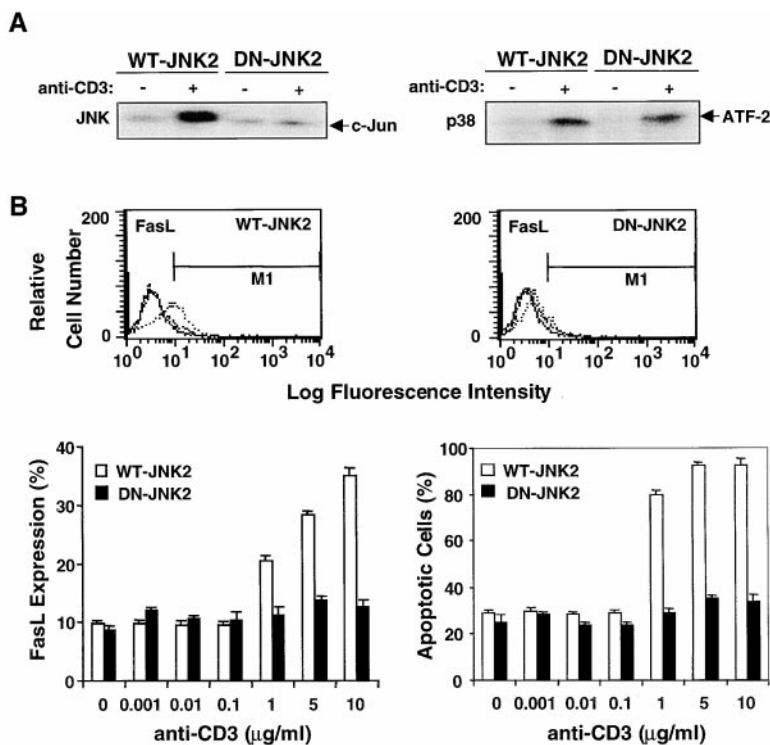 A
WT-JNK2 DN-JNK2
anti-CD3: - + - +
JNK
c-Jun
WT-JNK2 DN-JNK2
- + - +
p38
ATF-2
B
Relative
Cell Number
200
100
0
FasL WT-JNK2
M1
10⁰ 10¹ 10² 10³ 10⁴
200
100
0
FasL DN-JNK2
M1
10⁰ 10¹ 10² 10³ 10⁴
Log Fluorescence Intensity
FasL Expression (%)
40
30
20
10
0
WT-JNK2
DN-JNK2
0 0.001 0.01 0.1 1 5 10
anti-CD3 (μg/ml)
Apoptotic Cells (%)
100
80
60
40
20
0
WT-JNK2
DN-JNK2
0 0.001 0.01 0.1 1 5 10
anti-CD3 (μg/ml)